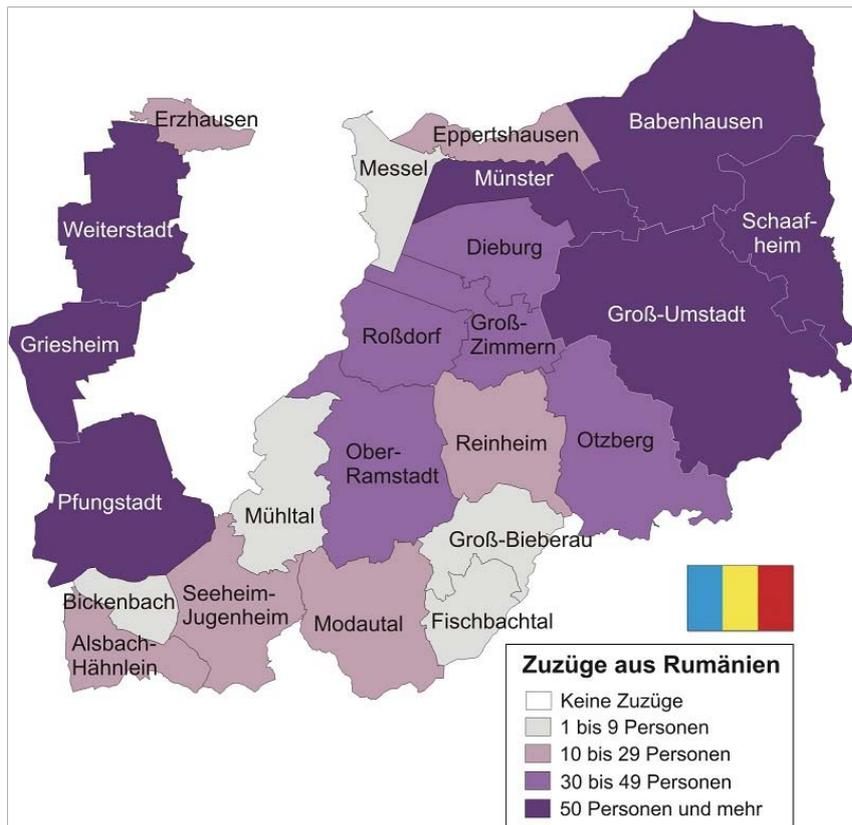 Erzhausen
Eppertshausen
Babenhausen
Messel
Münster
Weiterstadt
Schaaf-
heim
Dieburg
Groß-Umstadt
Griesheim
Roßdorf
Groß-
Zimmern
Reinheim
Otzberg
Ober-
Ramstadt
Pfungstadt
Mühltal
Groß-Bieberau
Bickenbach
Seeheim-
Jugenheim
Modautal
Fischbachtal
Alsbach-
Hähnlein
Zuzüge aus Rumänien
Keine Zuzüge
1 bis 9 Personen
10 bis 29 Personen
30 bis 49 Personen
50 Personen und mehr